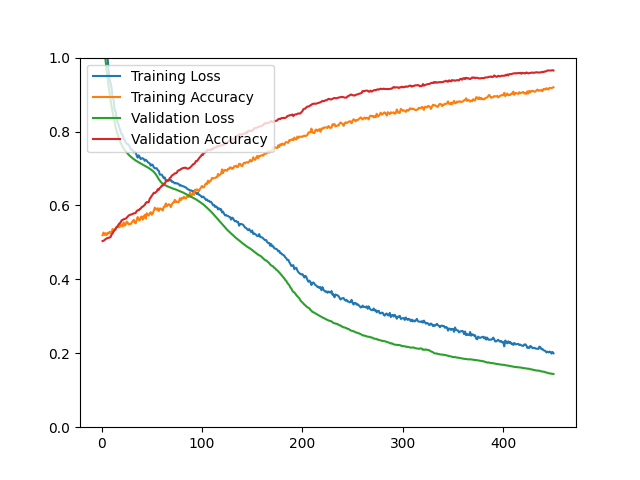 1.0
0.8
0.6
0.4
0.2
0.0
Training Loss
Training Accuracy
Validation Loss
Validation Accuracy
0 100 200 300 400